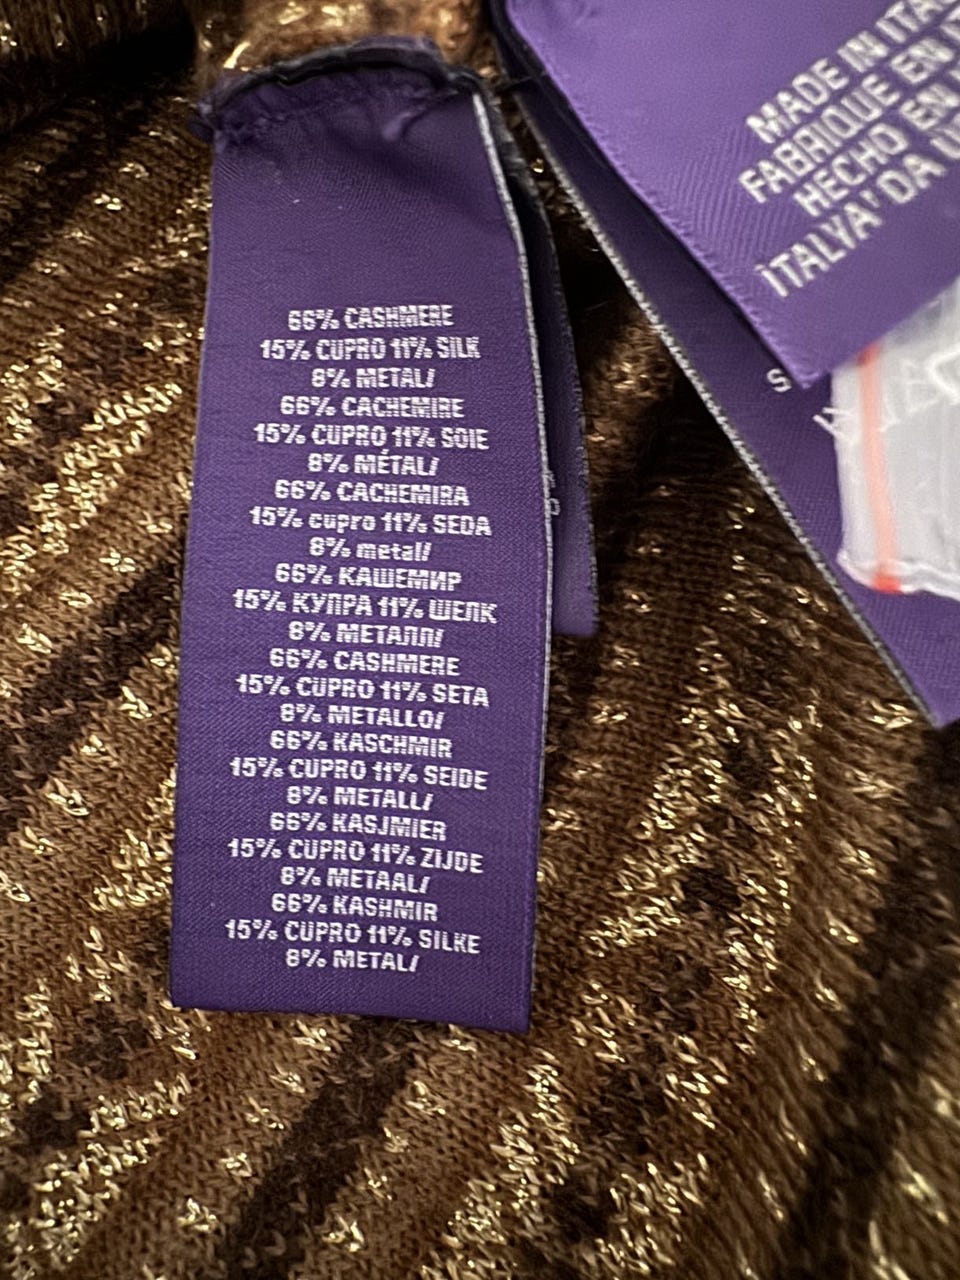 66% CASHMERE
15% CUPRO 11% SILK
8% METAL/
66% CACHEMIRE
15% CUPRO 11% SOIE
8% MÉTAL/
66% CACHEMIRA
15% cupro 11% SEDA
8% metal/
66% КАШЕМИР
15% КУПРА 11% ШЕЛК
8% МЕТАЛЛ/
66% CASHMERE
15% CUPRO 11% SETA
8% METALLO/
66% KASCHMIR
15% CUPRO 11% SEIDE
8% METALL/
66% KASJMIER
15% CUPRO 11% ZIJDE
8% METAAL/
66% KASHMIR
15% CUPRO 11% SILKE
8% METAL/
MADE IN
FABRIQUE EN
HECHO EN
İTALYA'DA
S